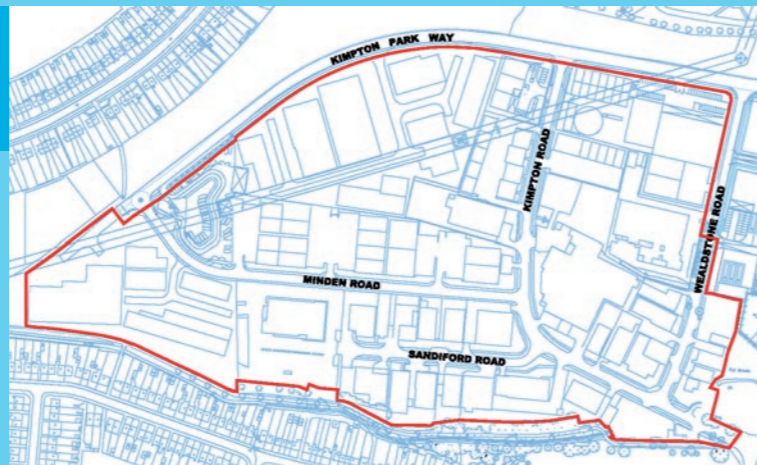 KIMPTON PARK WAY
KIMPTON ROAD
WEALDSTONE ROAD
MINDEN ROAD
SANDIFORD ROAD